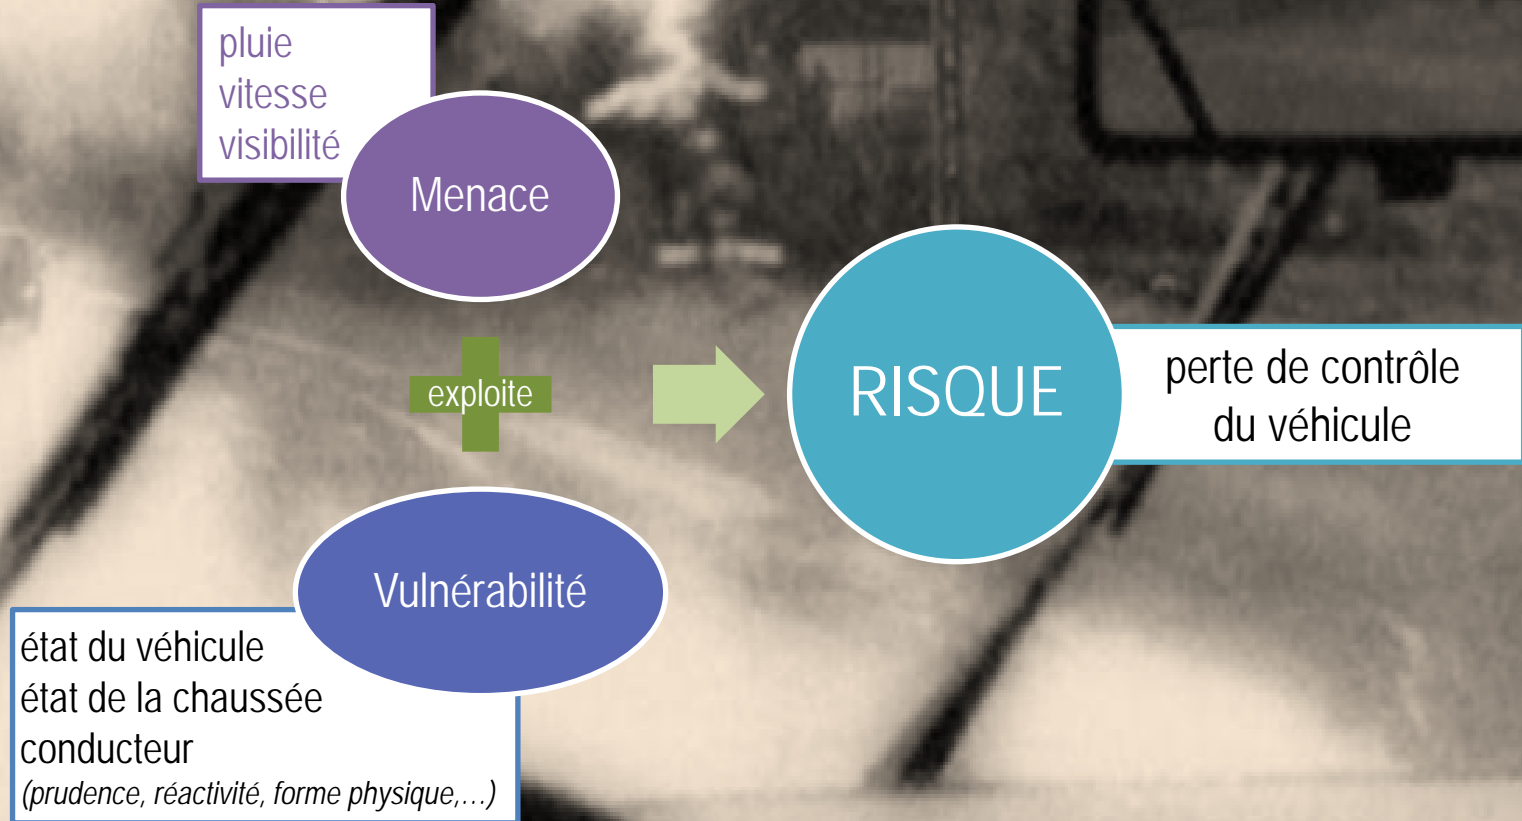 pluie
vitesse
visibilité
Menace
exploite
RISQUE
perte de contrôle
du véhicule
Vulnérabilité
état du véhicule
état de la chaussée
conducteur
(prudence, réactivité, forme physique,…)